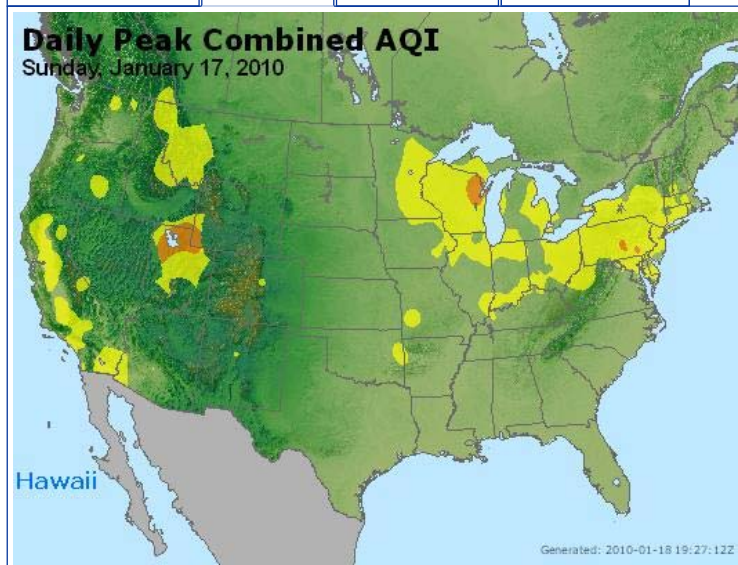 Daily Peak Combined AQI
Sunday, January 17, 2010
Hawaii
Generated: 2010-01-18 19:27:12Z